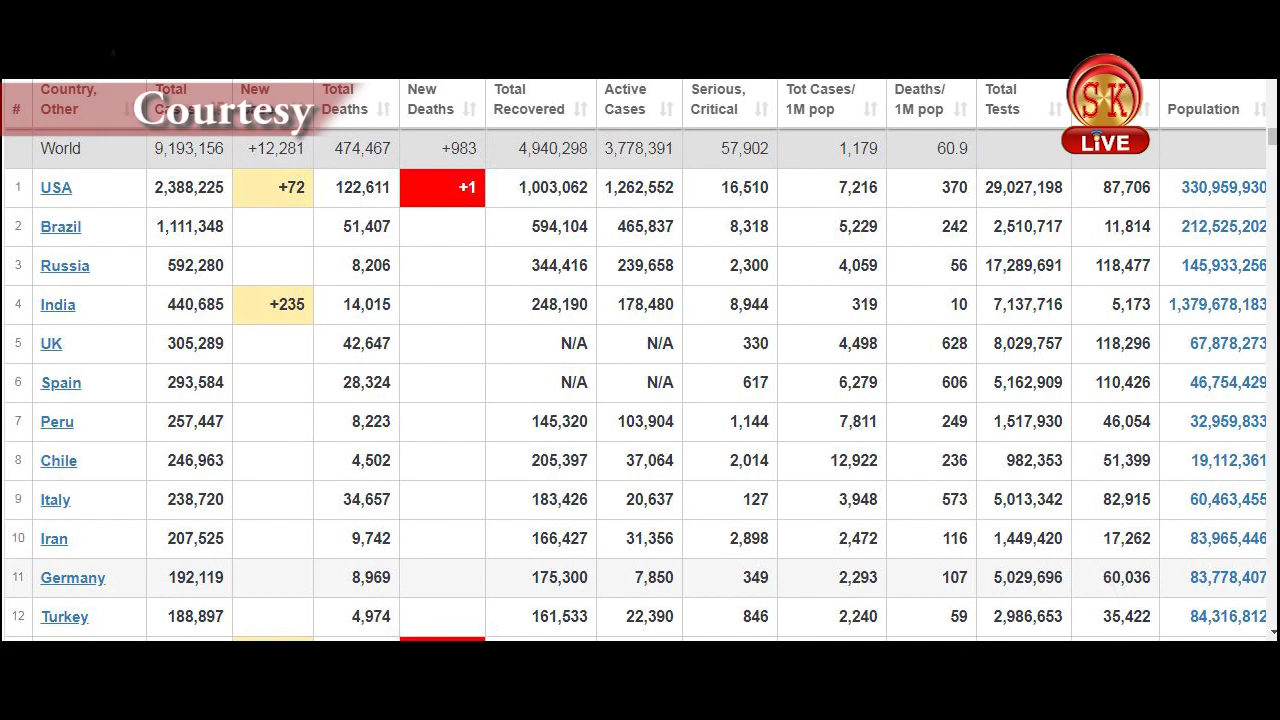 Courtesy
SK
LiVE
# Country, Other Total New Total Deaths New Deaths Total Recovered Active Cases Serious, Critical Tot Cases/ 1M pop Deaths/ 1M pop Total Tests Population
World 9,193,156 +12,281 474,467 +983 4,940,298 3,778,391 57,902 1,179 60.9
1 USA 2,388,225 +72 122,611 +1 1,003,062 1,262,552 16,510 7,216 370 29,027,198 87,706 330,959,930
2 Brazil 1,111,348 51,407 594,104 465,837 8,318 5,229 242 2,510,717 11,814 212,525,202
3 Russia 592,280 8,206 344,416 239,658 2,300 4,059 56 17,289,691 118,477 145,933,256
4 India 440,685 +235 14,015 248,190 178,480 8,944 319 10 7,137,716 5,173 1,379,678,183
5 UK 305,289 42,647 N/A N/A 330 4,498 628 8,029,757 118,296 67,878,273
6 Spain 293,584 28,324 N/A N/A 617 6,279 606 5,162,909 110,426 46,754,429
7 Peru 257,447 8,223 145,320 103,904 1,144 7,811 249 1,517,930 46,054 32,959,833
8 Chile 246,963 4,502 205,397 37,064 2,014 12,922 236 982,353 51,399 19,112,361
9 Italy 238,720 34,657 183,426 20,637 127 3,948 573 5,013,342 82,915 60,463,455
10 Iran 207,525 9,742 166,427 31,356 2,898 2,472 116 1,449,420 17,262 83,965,446
11 Germany 192,119 8,969 175,300 7,850 349 2,293 107 5,029,696 60,036 83,778,407
12 Turkey 188,897 4,974 161,533 22,390 846 2,240 59 2,986,653 35,422 84,316,812